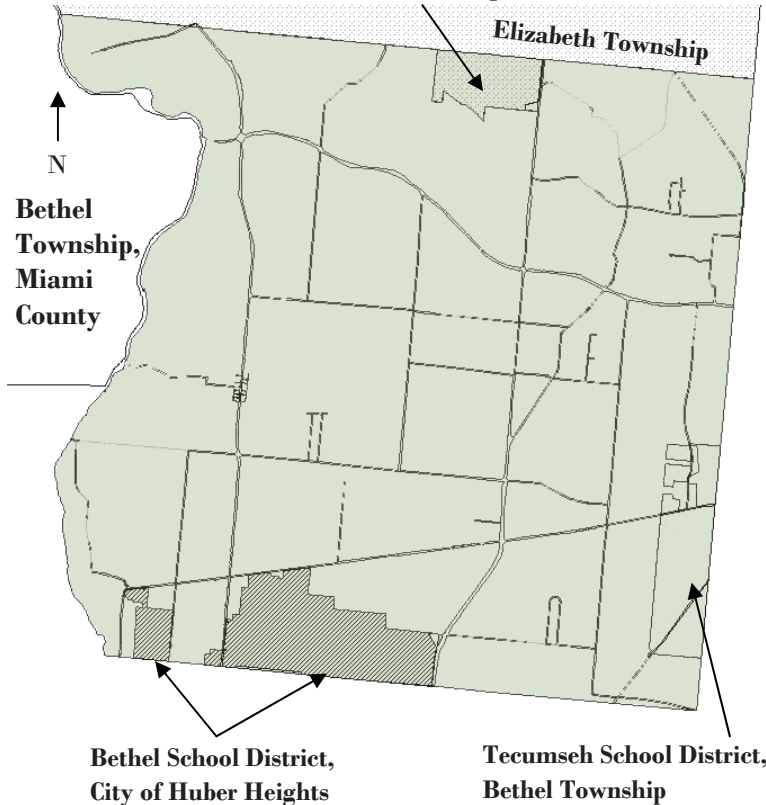 Elizabeth Township
N
Bethel
Township,
Miami
County
Bethel School District,
City of Huber Heights
Tecumseh School District,
Bethel Township